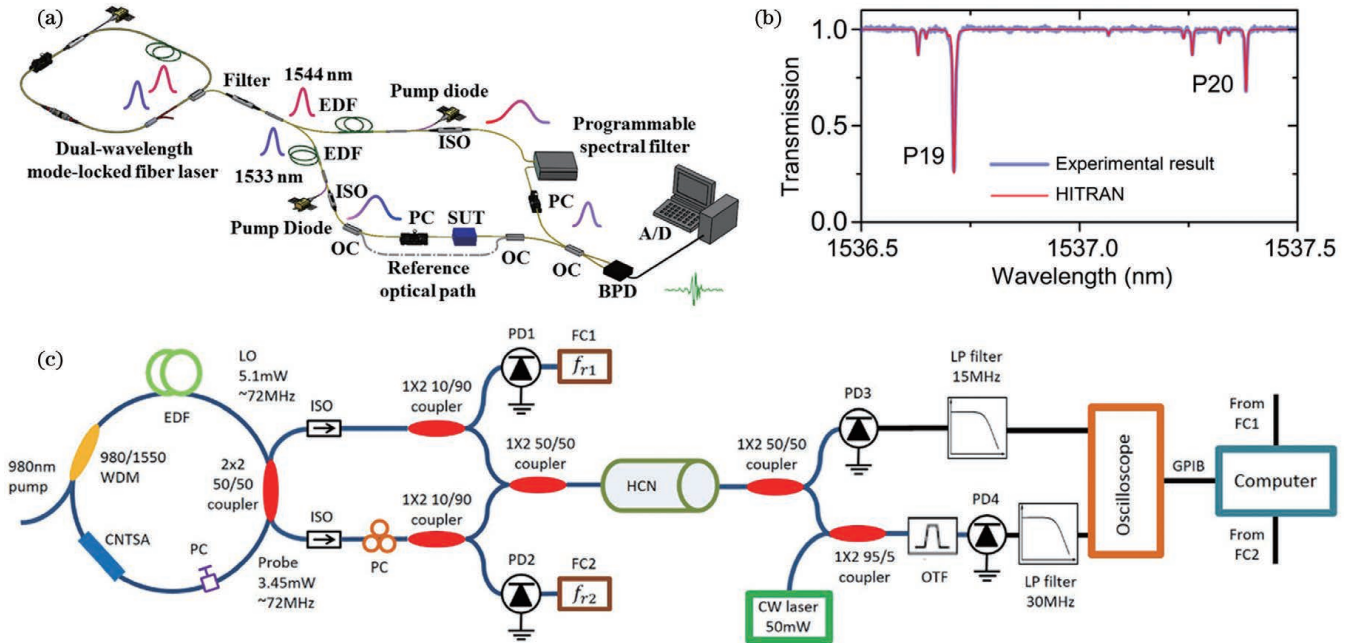 (a)
1544 nm
Filter
EDF
Pump diode
ISO
Programmable
spectral filter
Dual-wavelength
mode-locked fiber laser
EDF
1533 nm
ISO
Pump Diode
PC
SUT
PC
A/D
OC
OC
OC
Reference
optical path
BPD
(b)
Transmission
1.0
0.5
0.0
P19
P20
Experimental result
HITRAN
1536.5
1537.0
1537.5
Wavelength (nm)
(c)
EDF
LO
5.1mW
~72MHz
980nm
pump
980/1550
WDM
2x2
50/50
coupler
CNTSA
PC
Probe
3.45mW
~72MHz
ISO
ISO
PC
1X2 10/90
coupler
1X2 10/90
coupler
PD1
FC1
fr1
1X2 50/50
coupler
PD2
FC2
fr2
HCN
1X2 50/50
coupler
PD3
LP filter
15MHz
1X2 95/5
coupler
CW laser
50mW
OTF
PD4
LP filter
30MHz
Oscilloscope
GPIB
From
FC1
Computer
From
FC2